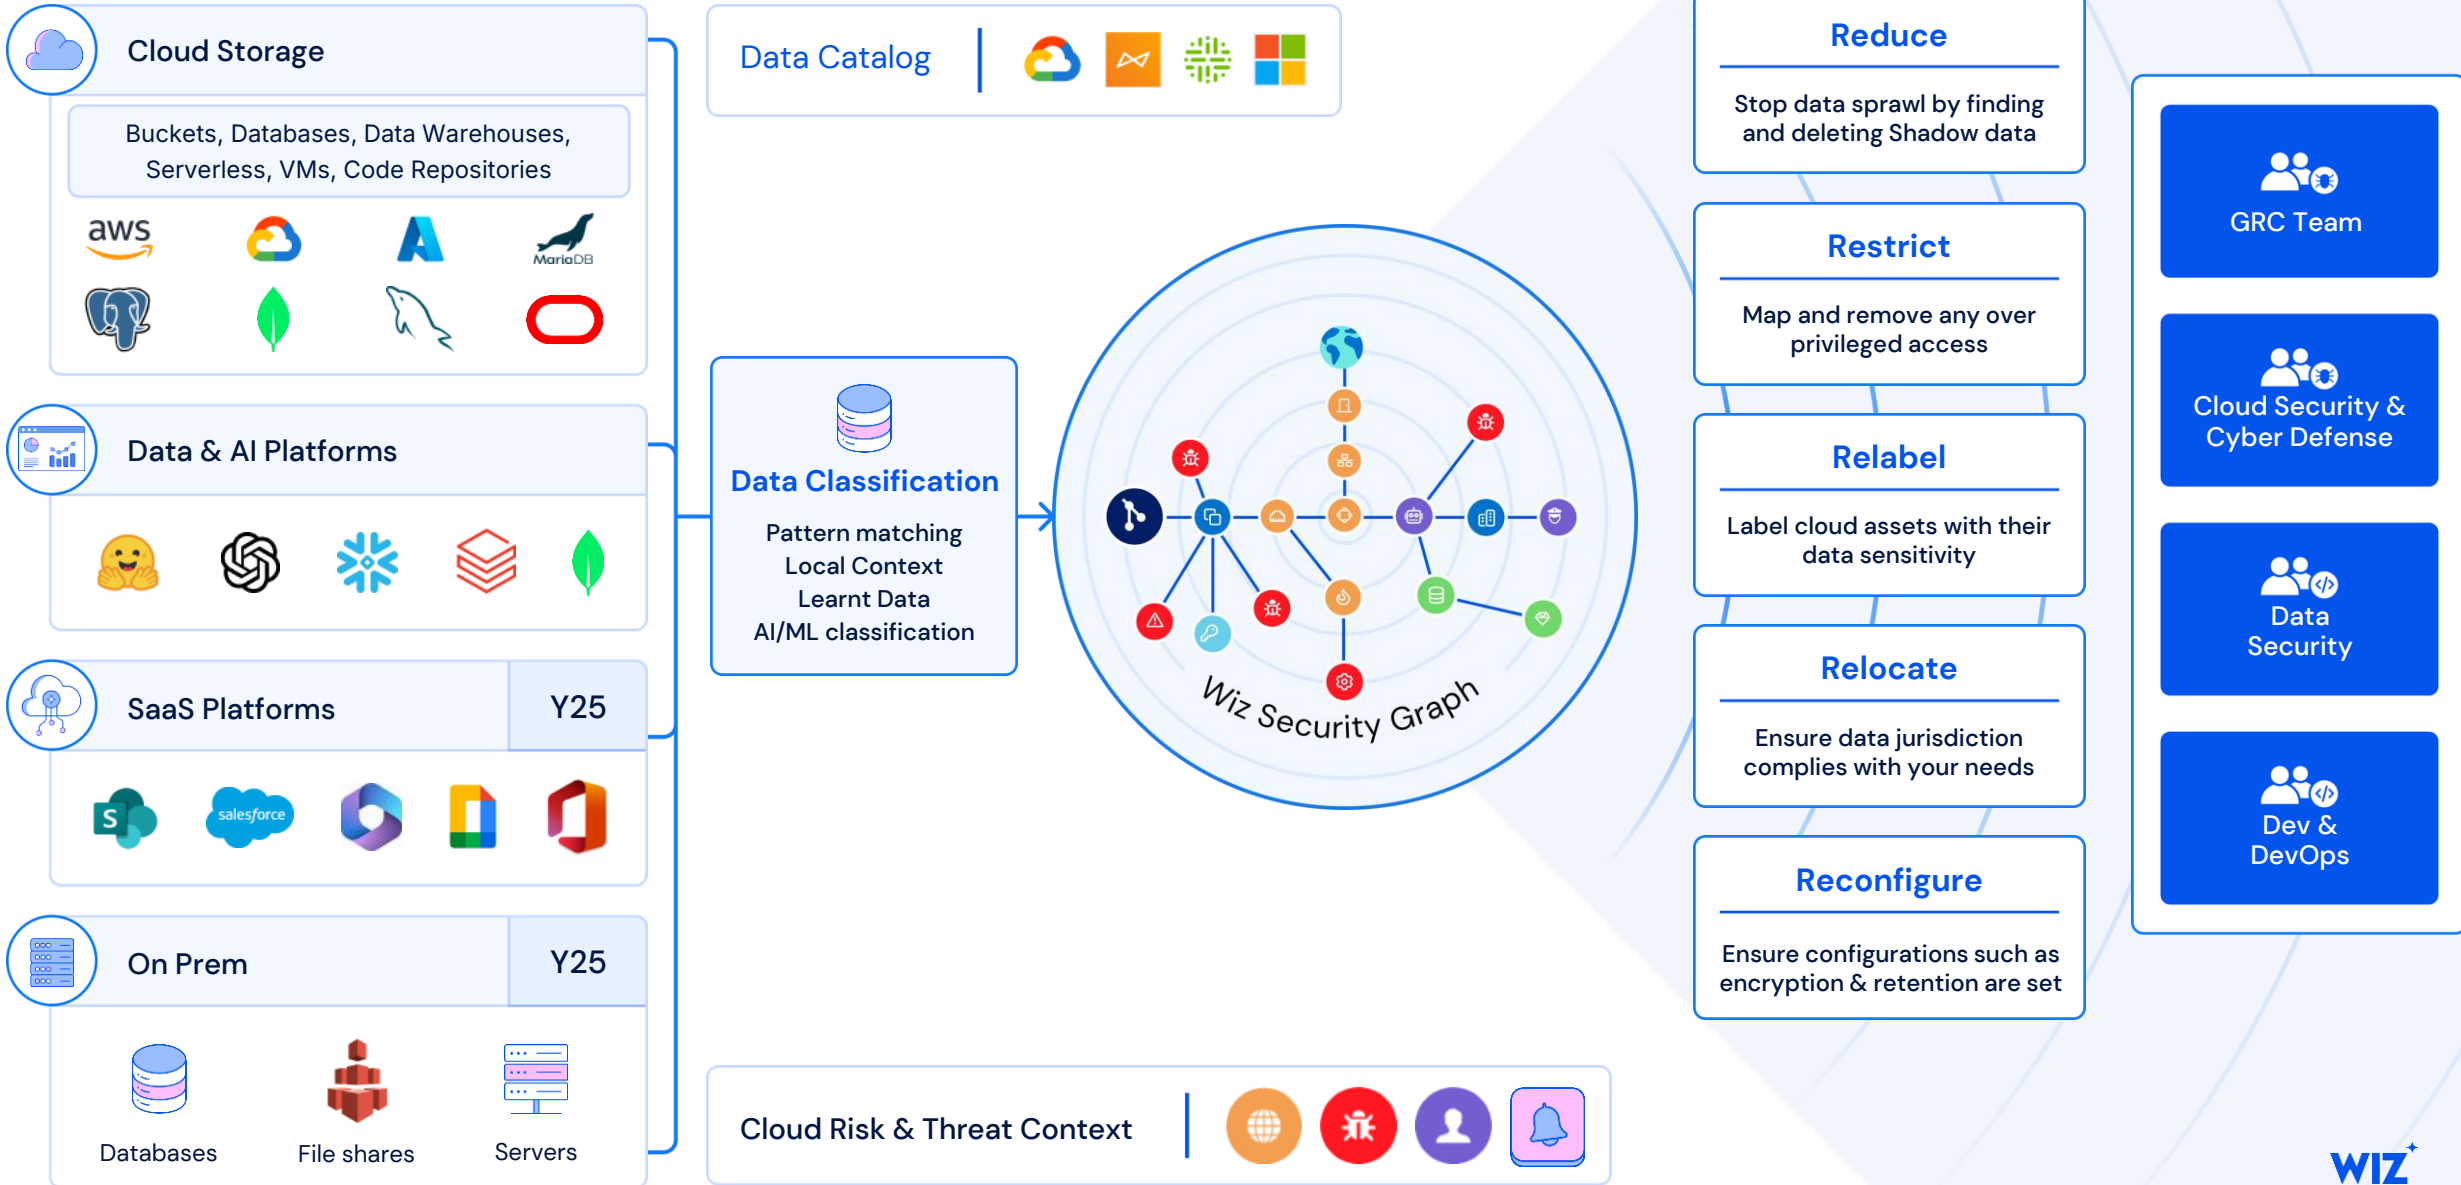 Cloud Storage
Buckets, Databases, Data Warehouses,
Serverless, VMs, Code Repositories
aws
MariaDB
Data & AI Platforms
SaaS Platforms
Y25
S
salesforce
On Prem
Y25
Databases
File shares
Servers
Data Catalog
Data Classification
Pattern matching
Local Context
Learnt Data
AI/ML classification
Wiz Security Graph
Cloud Risk & Threat Context
Reduce
Stop data sprawl by finding
and deleting Shadow data
Restrict
Map and remove any over
privileged access
Relabel
Label cloud assets with their
data sensitivity
Relocate
Ensure data jurisdiction
complies with your needs
Reconfigure
Ensure configurations such as
encryption & retention are set
GRC Team
Cloud Security &
Cyber Defense
Data
Security
Dev &
DevOps
WIZ